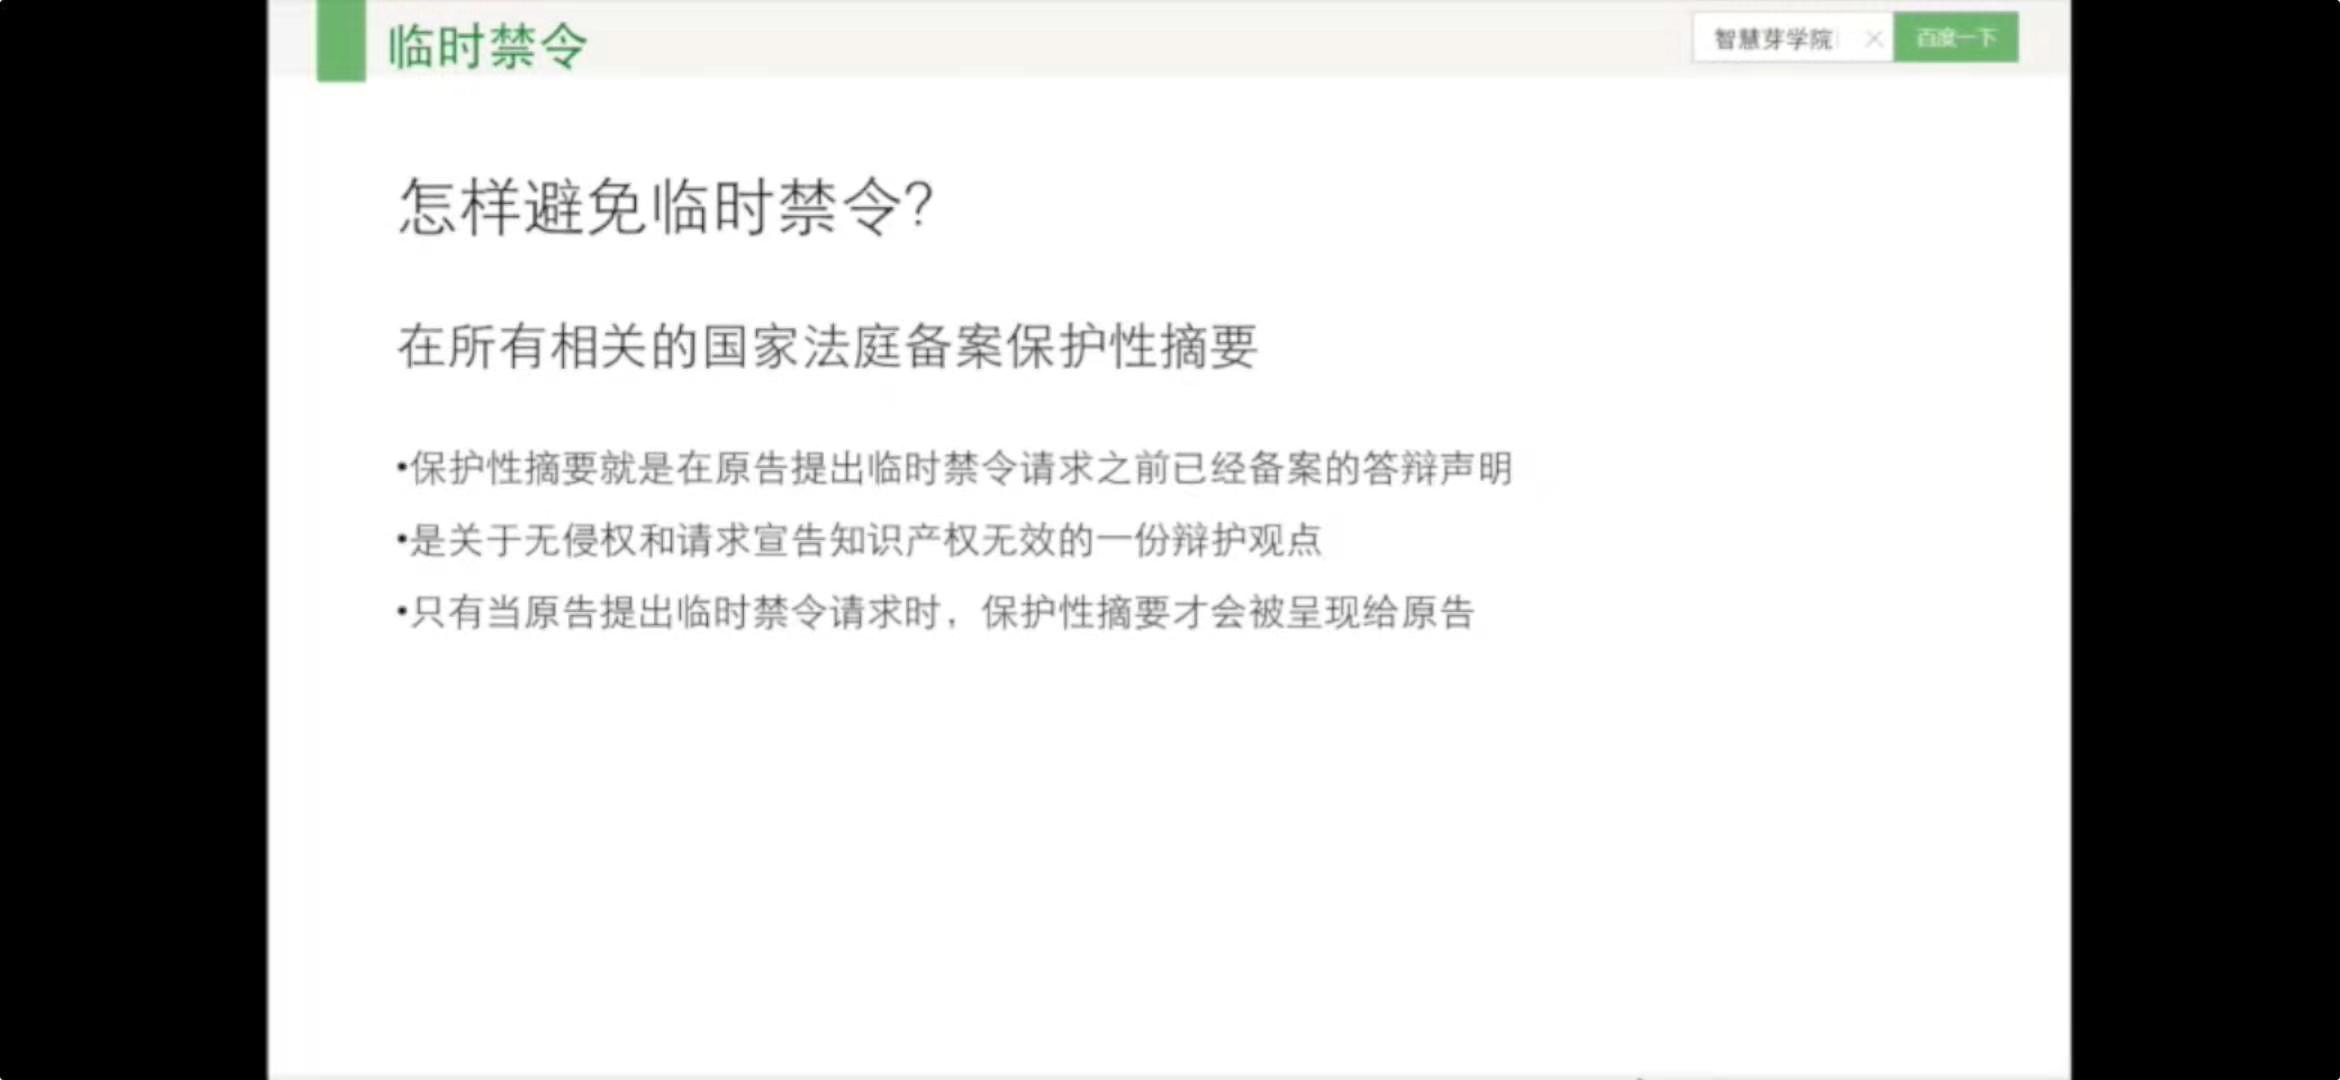 临时禁令
智慧芽学院
百度一下
怎样避免临时禁令?
在所有相关的国家法庭备案保护性摘要
•保护性摘要就是在原告提出临时禁令请求之前已经备案的答辩声明
•是关于无侵权和请求宣告知识产权无效的一份辩护观点
•只有当原告提出临时禁令请求时，保护性摘要才会被呈现给原告